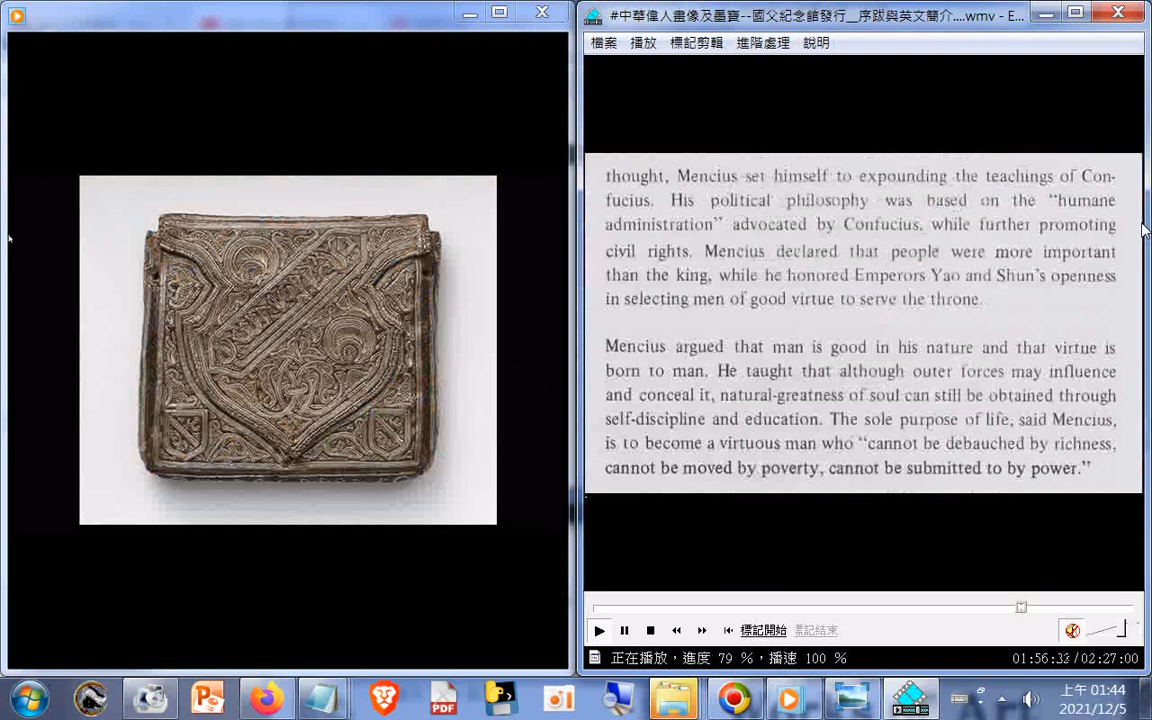 #中華偉人畫像及墨寶--國父紀念館發行__序跋與英文簡介....wmv - E...
檔案 播放 標記剪輯 進階處理 說明
thought, Mencius set himself to expounding the teachings of Con-
fucius. His political philosophy was based on the “humane
administration” advocated by Confucius, while further promoting
civil rights. Mencius declared that people were more important
than the king, while he honored Emperors Yao and Shun’s openness
in selecting men of good virtue to serve the throne.
Mencius argued that man is good in his nature and that virtue is
born to man. He taught that although outer forces may influence
and conceal it, natural-greatness of soul can still be obtained through
self-discipline and education. The sole purpose of life, said Mencius,
is to become a virtuous man who “cannot be debauched by richness,
cannot be moved by poverty, cannot be submitted to by power.”
標記開始 標記結束
正在播放，進度 79 %，播速 100 %
01:56:33 /02:27:00
PDF
上午 01:44
2021/12/5